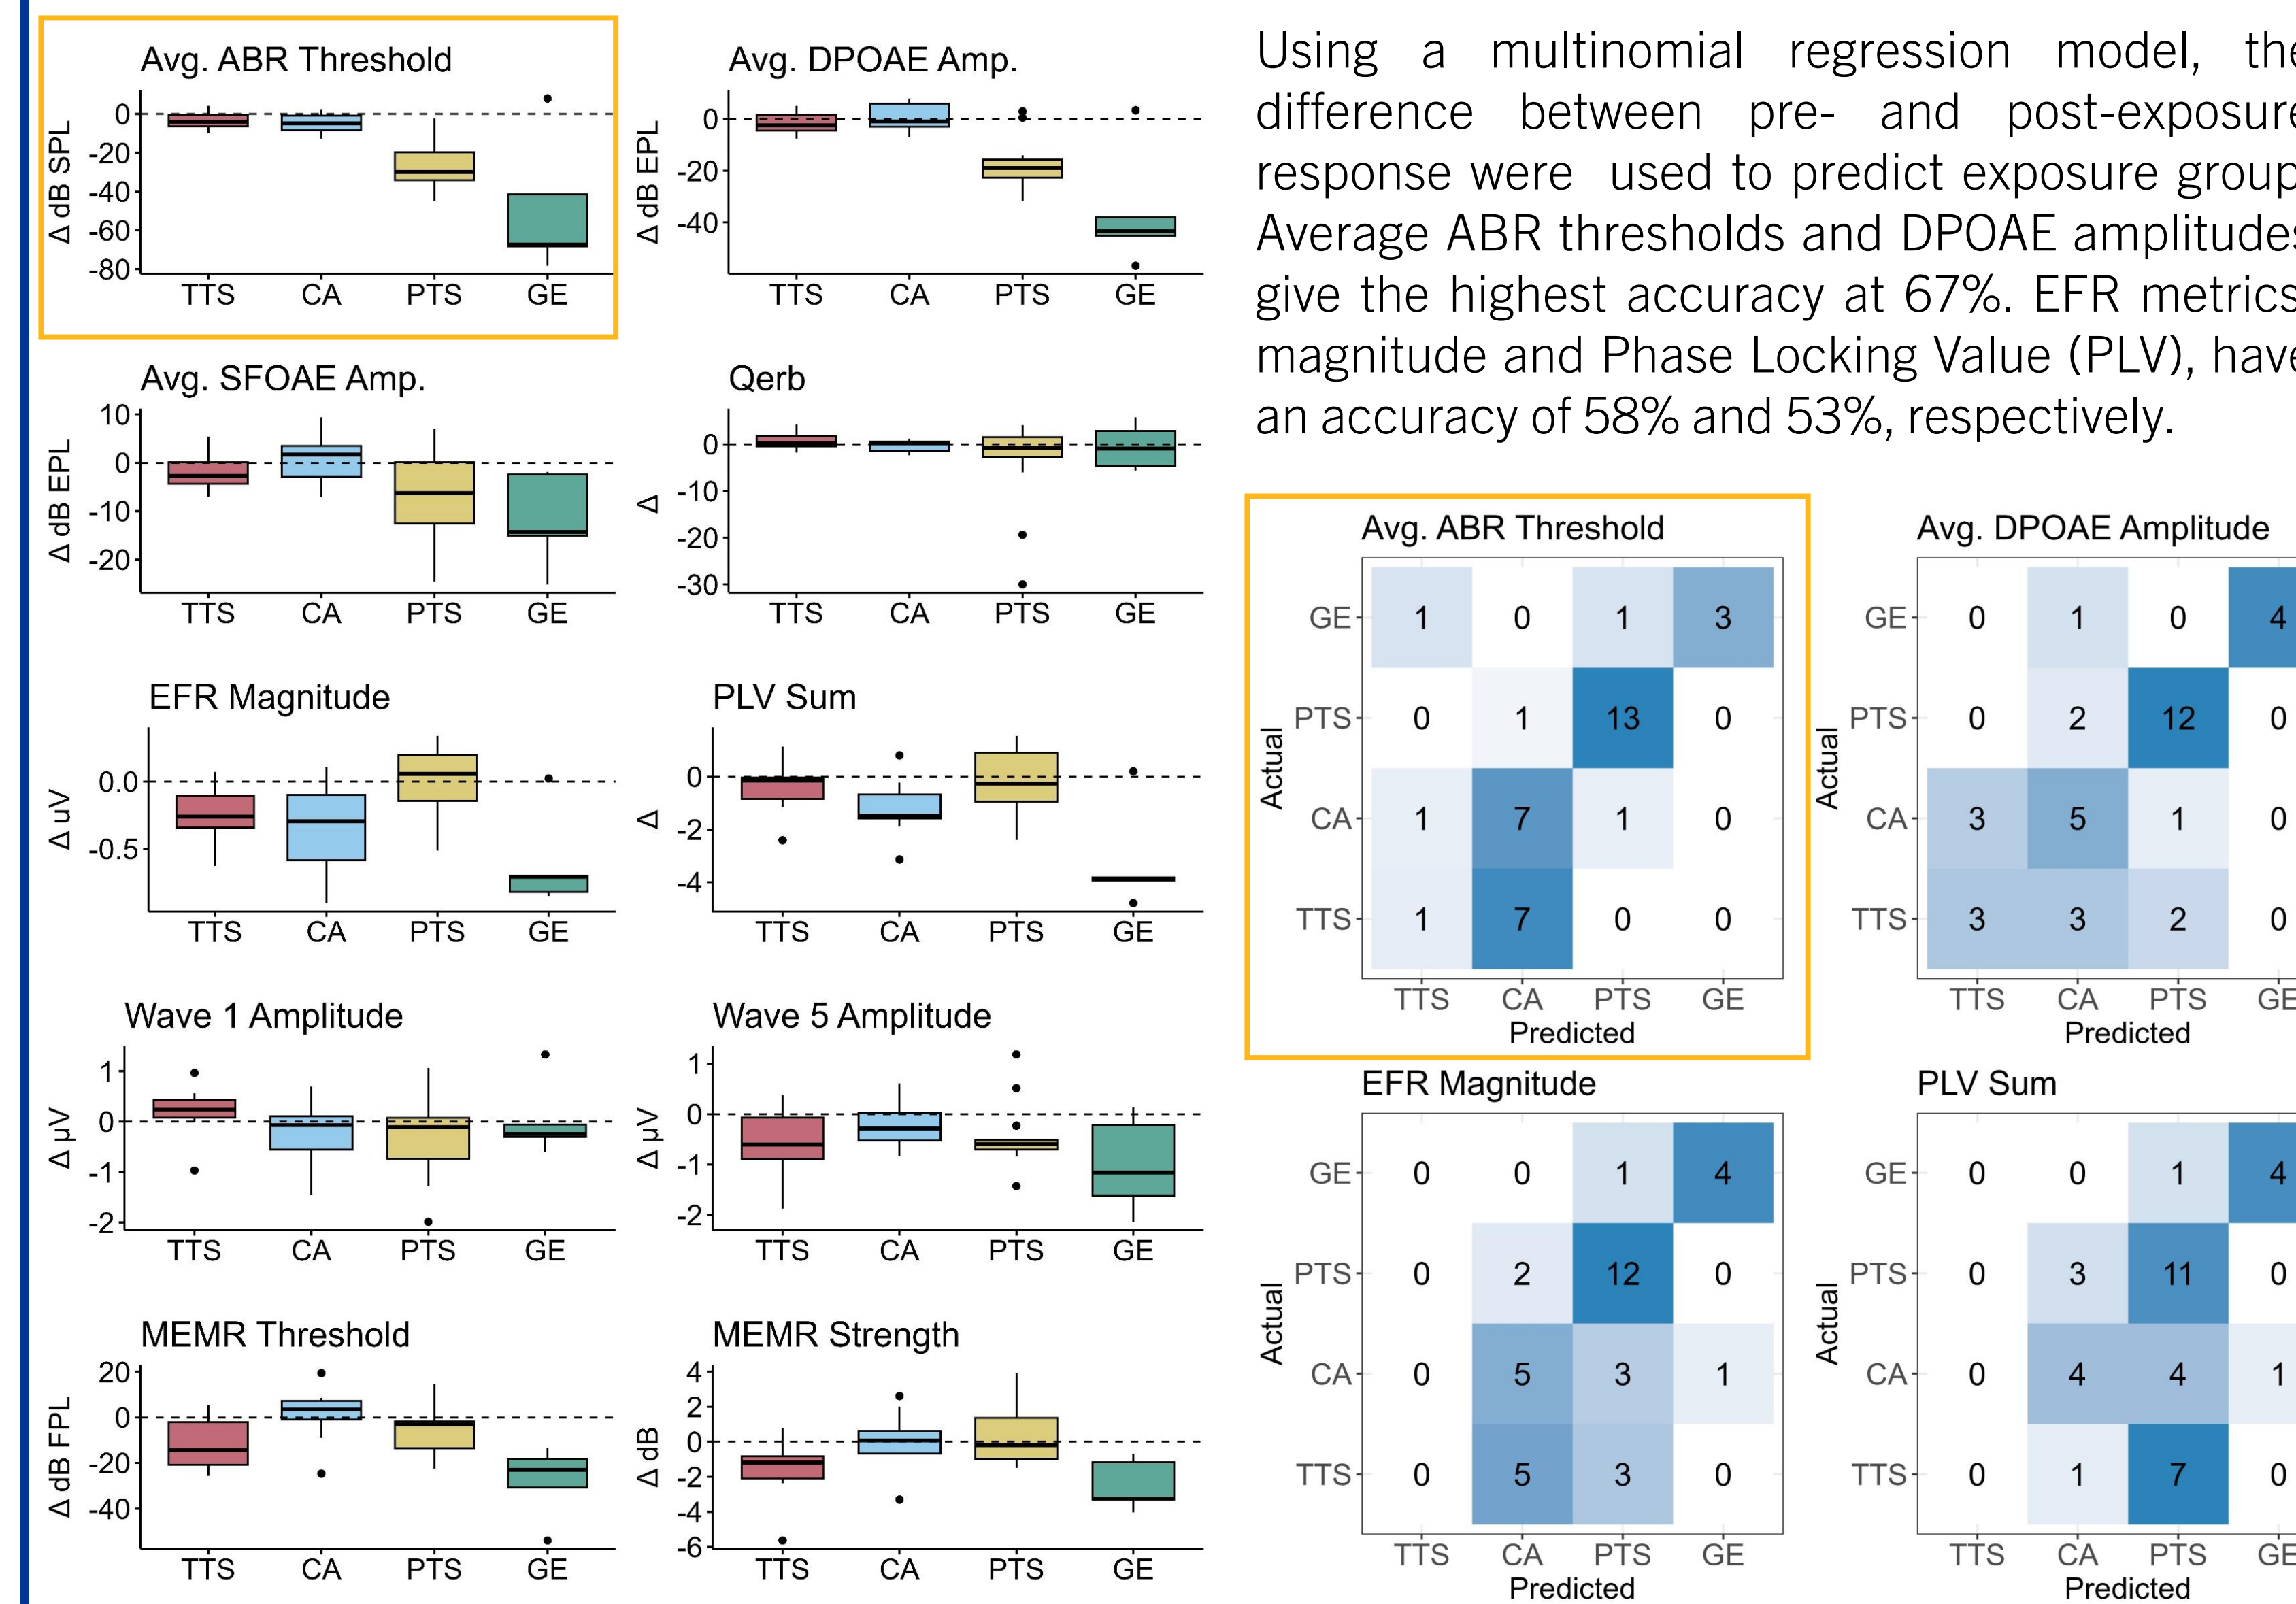 Avg. ABR Threshold
Δ dB SPL
0
-20
-40
-60
-80
TTS CA PTS GE
Avg. DPOAE Amp.
Δ dB EPL
0
-20
-40
TTS CA PTS GE
Avg. SFOAE Amp.
Δ dB EPL
10
0
-10
-20
TTS CA PTS GE
Qerb
Δ
0
-10
-20
-30
TTS CA PTS GE
EFR Magnitude
Δ uV
0.0
-0.5
TTS CA PTS GE
PLV Sum
Δ
0
-2
-4
TTS CA PTS GE
Wave 1 Amplitude
Δ µV
1
0
-1
-2
TTS CA PTS GE
Wave 5 Amplitude
Δ µV
1
0
-1
-2
TTS CA PTS GE
MEMR Threshold
Δ dB FPL
20
0
-20
-40
TTS CA PTS GE
MEMR Strength
Δ dB
4
2
0
-2
-4
-6
TTS CA PTS GE
Using a multinomial regression model, the
difference between pre- and post-exposure
response were used to predict exposure group
Average ABR thresholds and DPOAE amplitudes
give the highest accuracy at 67%. EFR metrics
magnitude and Phase Locking Value (PLV), have
an accuracy of 58% and 53%, respectively.
Avg. ABR Threshold
Actual
GE 1 0 1 3
PTS 0 1 13 0
CA 1 7 1 0
TTS 1 7 0 0
TTS CA PTS GE
Predicted
Avg. DPOAE Amplitude
Actual
GE 0 1 0 4
PTS 0 2 12 0
CA 3 5 1 0
TTS 3 3 2 0
TTS CA PTS GE
Predicted
EFR Magnitude
Actual
GE 0 0 1 4
PTS 0 2 12 0
CA 0 5 3 1
TTS 0 5 3 0
TTS CA PTS GE
Predicted
PLV Sum
Actual
GE 0 0 1 4
PTS 0 3 11 0
CA 0 4 4 1
TTS 0 1 7 0
TTS CA PTS GE
Predicted